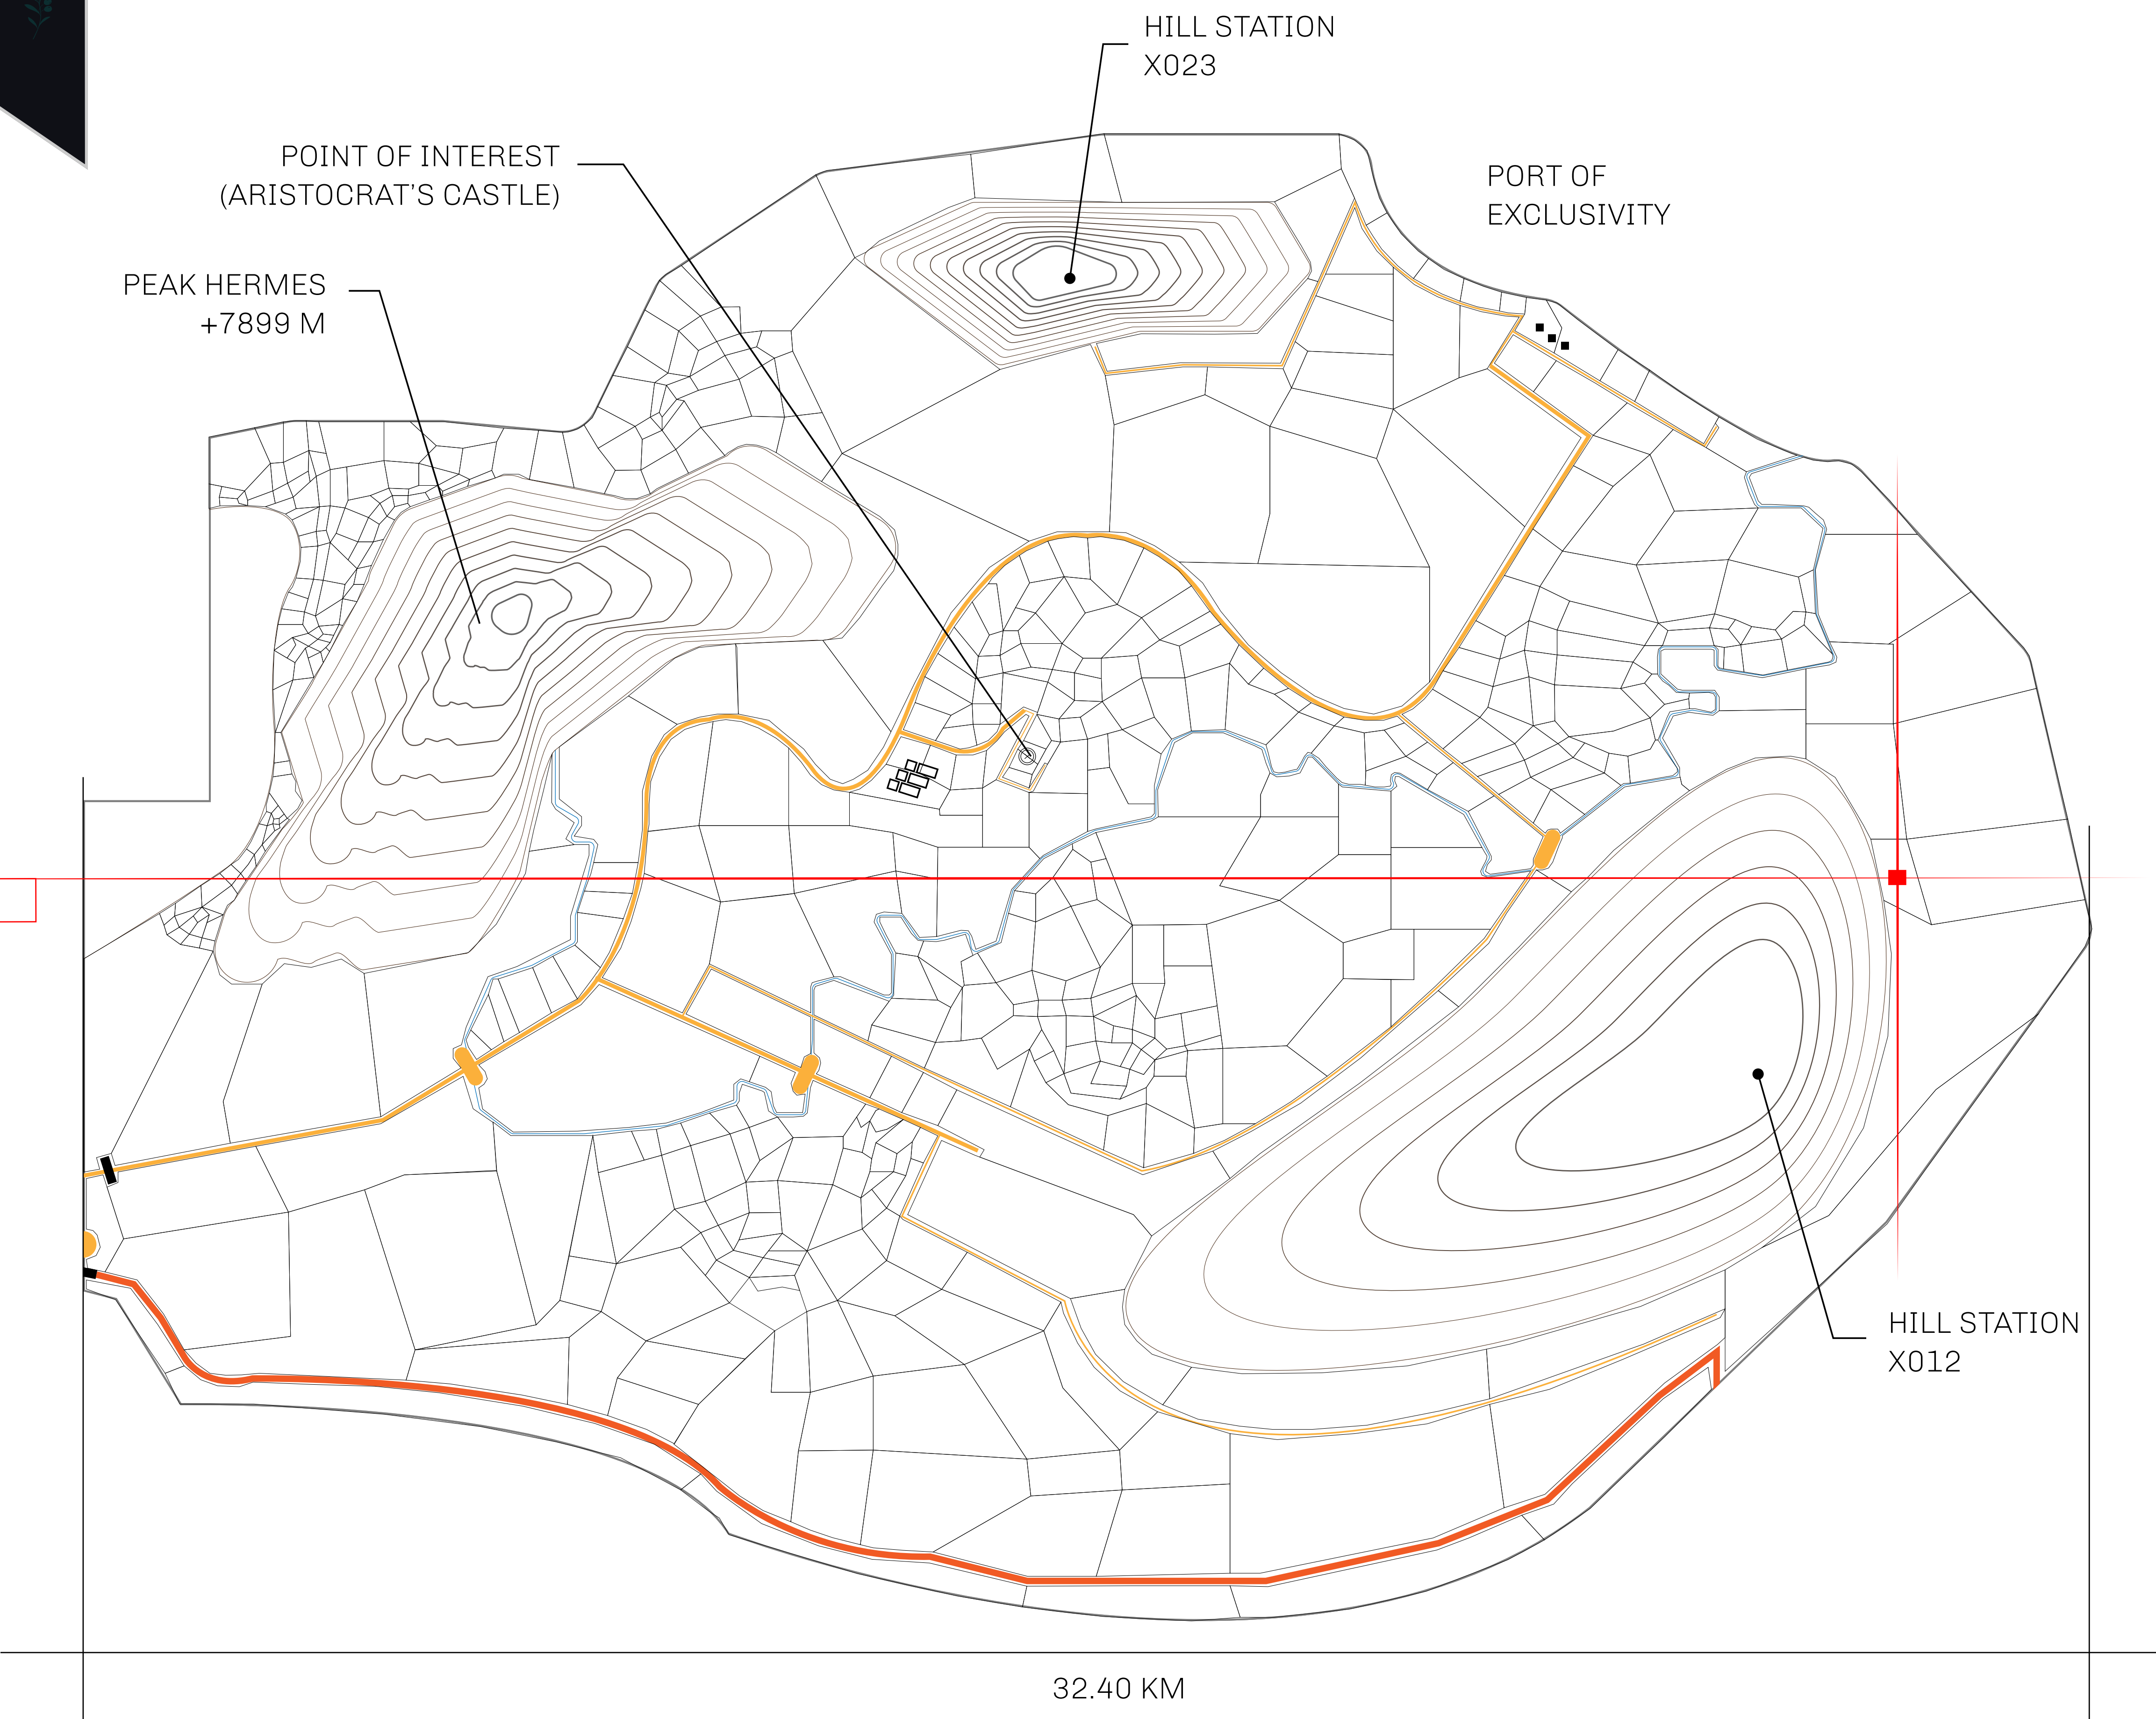 HILL STATION
X023
POINT OF INTEREST
(ARISTOCRAT'S CASTLE)
PORT OF
EXCLUSIVITY
PEAK HERMES
+7899 M
HILL STATION
X012
32.40 KM